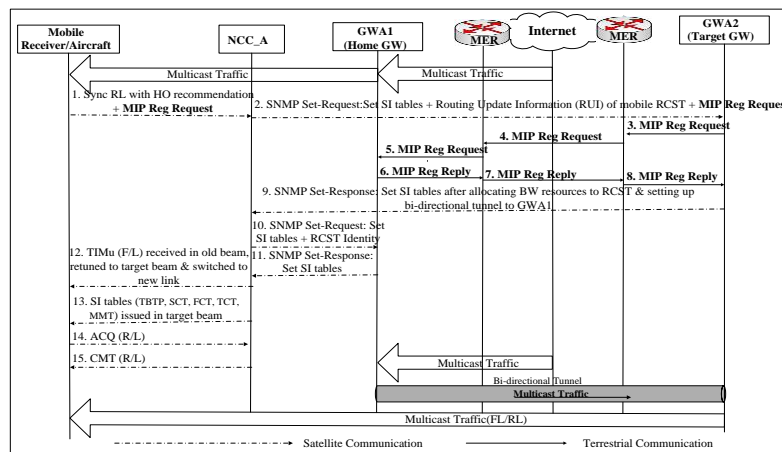 Mobile
Receiver/Aircraft
NCC_A
GWA1
(Home GW)
MER
Internet
MER
GWA2
(Target GW)
Multicast Traffic
Multicast Traffic
1. Sync RL with HO recommendation
+ MIP Reg Request
2. SNMP Set-Request:Set SI tables + Routing Update Information (RUI) of mobile RCST + MIP Reg Reques
3. MIP Reg Request
4. MIP Reg Request
5. MIP Reg Request
6. MIP Reg Reply
7. MIP Reg Reply
8. MIP Reg Reply
9. SNMP Set-Response: Set SI tables after allocating BW resources to RCST & setting up
bi-directional tunnel to GWA1
10. SNMP Set-Request: Set
SI tables + RCST Identity
11. SNMP Set-Response:
Set SI tables
12. TIMu (F/L) received in old beam,
retuned to target beam & switched to
new link
13. SI tables (TBTP, SCT, FCT, TCT,
MMT) issued in target beam
14. ACQ (R/L)
15. CMT (R/L)
Multicast Traffic
Bi-directional Tunnel
Multicast Traffic
Multicast Traffic(FL/RL)
Satellite Communication
Terrestrial Communication